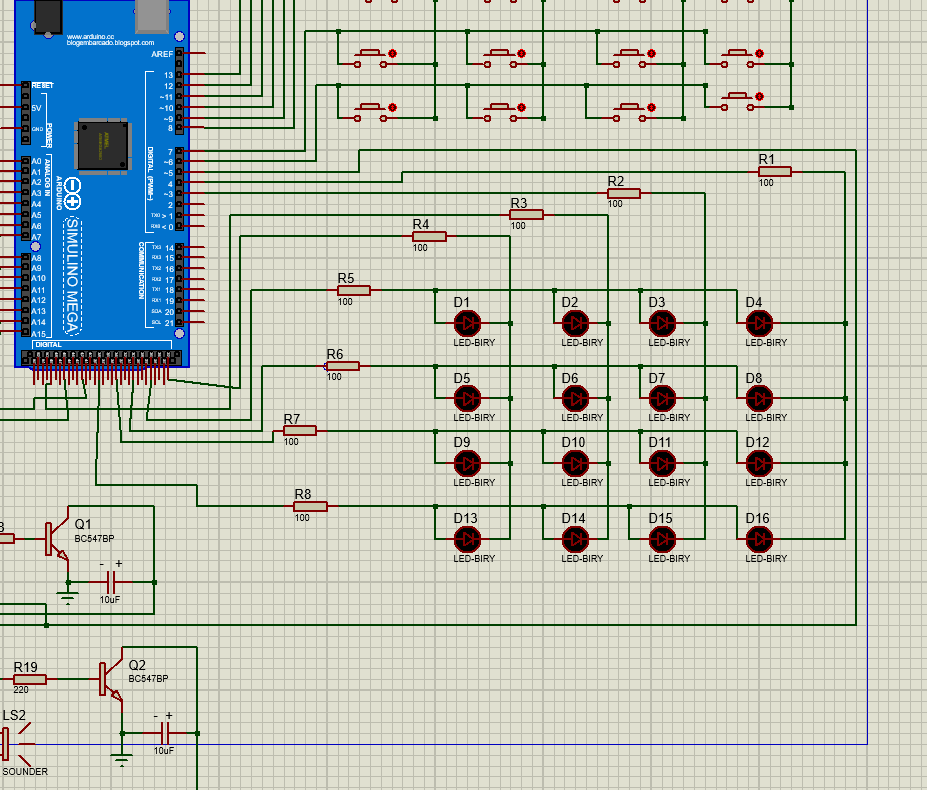 www.arduino.cc
blogembarcado.blogspot.com
AREF
13
12
~11
~10
~9
8
RESET
5V
GND
POWER
ANALOG IN
A0
A1
A2
A3
A4
A5
A6
A7
A8
A9
A10
A11
A12
A13
A14
A15
ARDUINO
SIMULINO MEGA
DIGITAL (PWM~)
7
~6
~5
4
~3
2
TX0 > 1
RX0 < 0
COMMUNICATION
TX3 14
RX3 15
TX2 16
RX2 17
TX1 18
RX1 19
SDA 20
SCL 21
DIGITAL
R1
100
R2
100
R3
100
R4
100
R5
100
R6
100
R7
100
R8
100
D1
LED-BIRY
D2
LED-BIRY
D3
LED-BIRY
D4
LED-BIRY
D5
LED-BIRY
D6
LED-BIRY
D7
LED-BIRY
D8
LED-BIRY
D9
LED-BIRY
D10
LED-BIRY
D11
LED-BIRY
D12
LED-BIRY
D13
LED-BIRY
D14
LED-BIRY
D15
LED-BIRY
D16
LED-BIRY
Q1
BC547BP
- +
10uF
R19
220
Q2
BC547BP
- +
10uF
LS2
SOUNDER